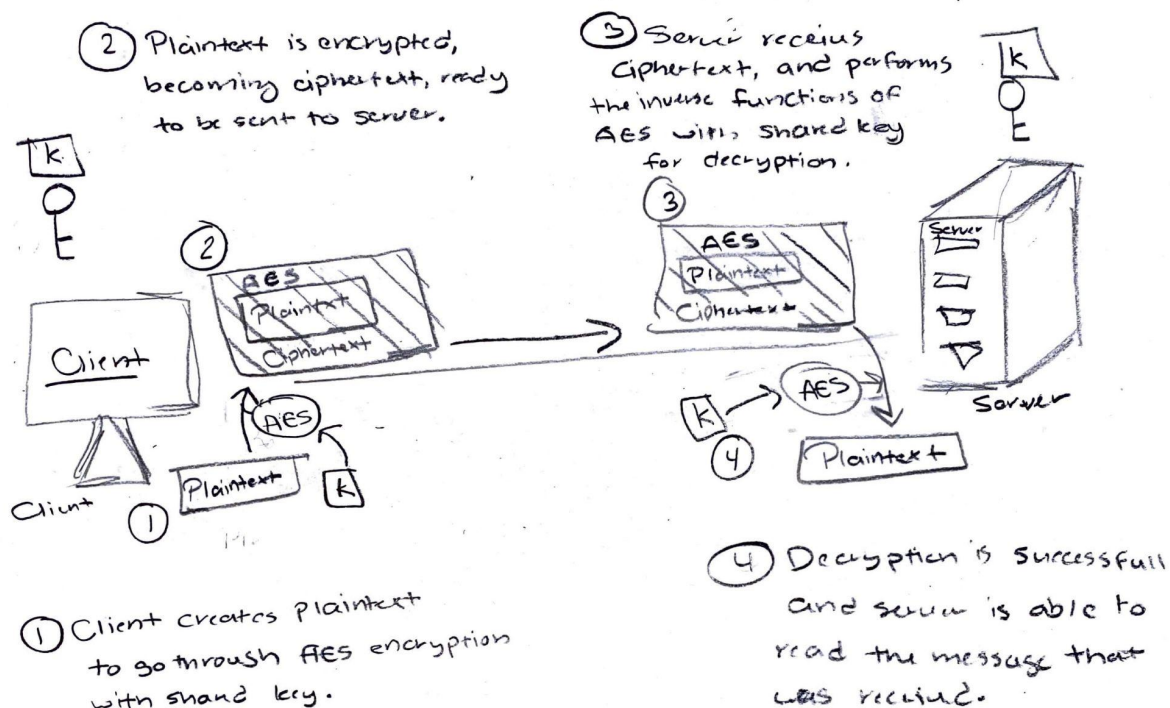 2 Plaintext is encrypted,
becoming ciphertext, ready
to be sent to server.
3 Server receives
Ciphertext, and performs
the inverse functions of
AES with shared key
for decryption.
K
K
2
AES
Plaintext
Ciphertext
3
AES
Plaintext
Ciphertext
Server
Client
AES
Plaintext
K
Client
1
K
AES
4
Plaintext
Server
1 Client creates Plaintext
to go through AES encryption
with shared key.
4 Decryption is successfull
and server is able to
read the message that
was received.